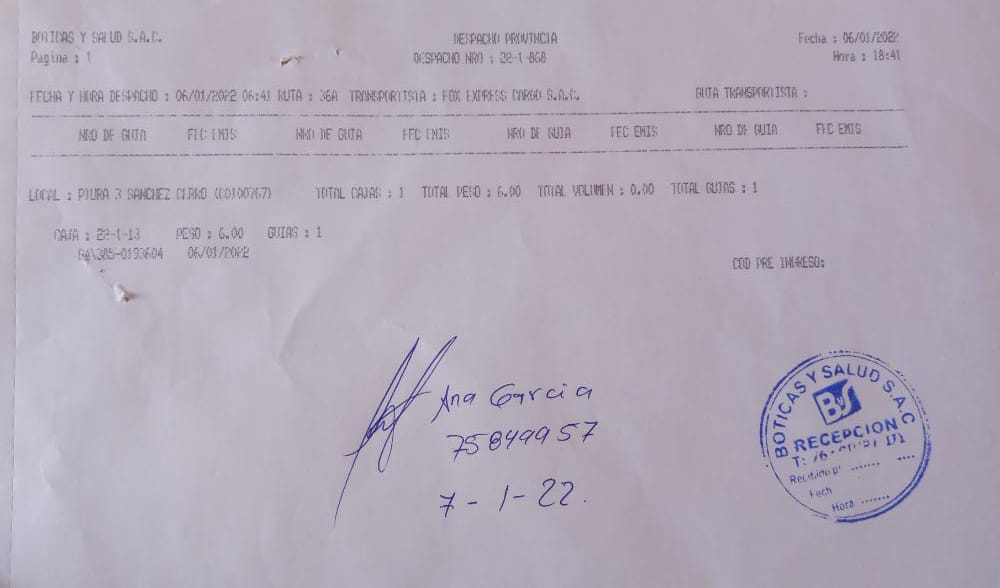 BOTICAS Y SALUD S.A.C. DESPACHO PROVINCIA Fecha : 06/01/2022
Pagina : 1 DESPACHO NRO : 22-1-868 Hora : 18:41
FECHA Y HORA DESPACHO : 06/01/2022 06:41 RUTA : 36A TRANSPORTISTA : FOX EXPRESS CARGO S.A.C. GUIA TRANSPORTISTA :
NRO DE GUIA FEC EMIS NRO DE GUIA FEC EMIS NRO DE GUIA FEC EMIS NRO DE GUIA FEC EMIS
LOCAL : PIURA 3 SANCHEZ CERRO (C0100767) TOTAL CAJAS : 1 TOTAL PESO : 6.00 TOTAL VOLUMEN : 0.00 TOTAL GUIAS : 1
CAJA : 22-1-13 PESO : 6.00 GUIAS : 1
06/01/2022
COD PRE INGRESO:
Ana Garcia
75849957
7-1-22.
BOTICAS Y SALUD S.A.C
BYS
RECEPCION
T:
Recibido p:
Fech
Hora